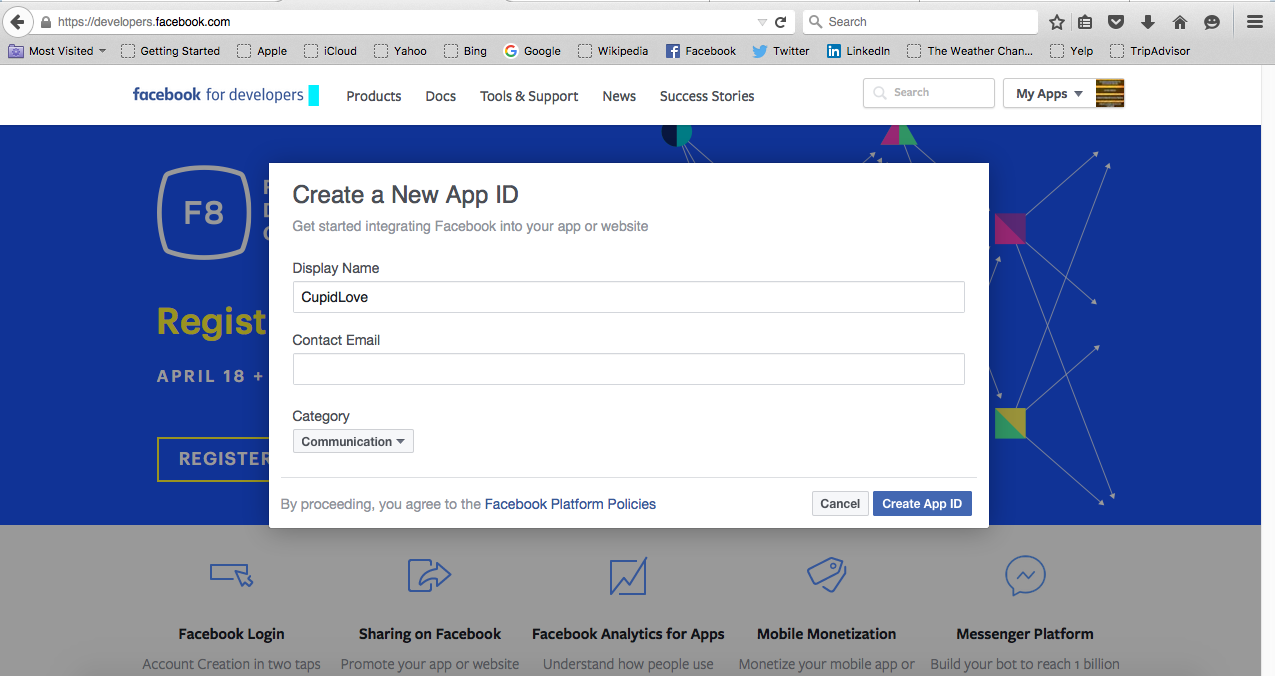 https://developers.facebook.com
Search
Most Visited
Getting Started
Apple
iCloud
Yahoo
Bing
Google
Wikipedia
Facebook
Twitter
LinkedIn
The Weather Chan...
Yelp
TripAdvisor
facebook for developers
Products
Docs
Tools & Support
News
Success Stories
Search
My Apps
F8
Regist
APRIL 18 +
REGISTER
Create a New App ID
Get started integrating Facebook into your app or website
Display Name
CupidLove
Contact Email
Category
Communication
By proceeding, you agree to the Facebook Platform Policies
Cancel
Create App ID
Facebook Login
Account Creation in two taps
Sharing on Facebook
Promote your app or website
Facebook Analytics for Apps
Understand how people use
Mobile Monetization
Monetize your mobile app or
Messenger Platform
Build your bot to reach 1 billion